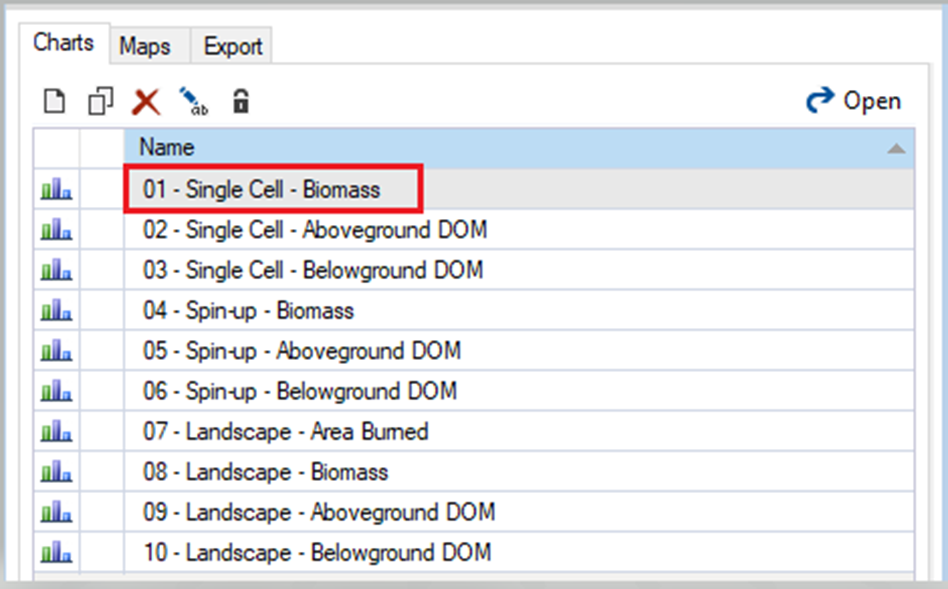 Charts Maps Export
ab Open
Name
01 - Single Cell - Biomass
02 - Single Cell - Aboveground DOM
03 - Single Cell - Belowground DOM
04 - Spin-up - Biomass
05 - Spin-up - Aboveground DOM
06 - Spin-up - Belowground DOM
07 - Landscape - Area Burned
08 - Landscape - Biomass
09 - Landscape - Aboveground DOM
10 - Landscape - Belowground DOM